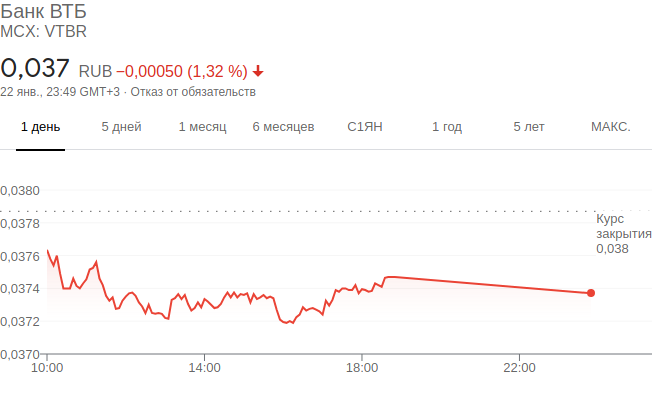 Банк ВТБ
MCX: VTBR
0,037 RUB −0,00050 (1,32 %)
22 янв., 23:49 GMT+3 · Отказ от обязательств
1 день 5 дней 1 месяц 6 месяцев С1ЯН 1 год 5 лет МАКС.
0,0380
0,0378
Курс
закрытия
0,038
0,0376
0,0374
0,0372
0,0370
10:00 14:00 18:00 22:00